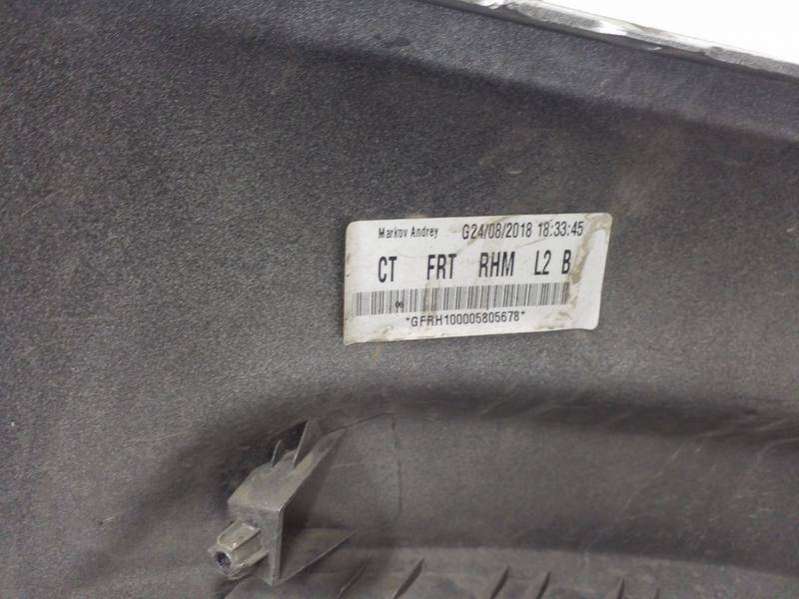 Markov Andrey G24/08/2018 18:33:45
CT FRT RHM L2 B
*GFRH100005805678*